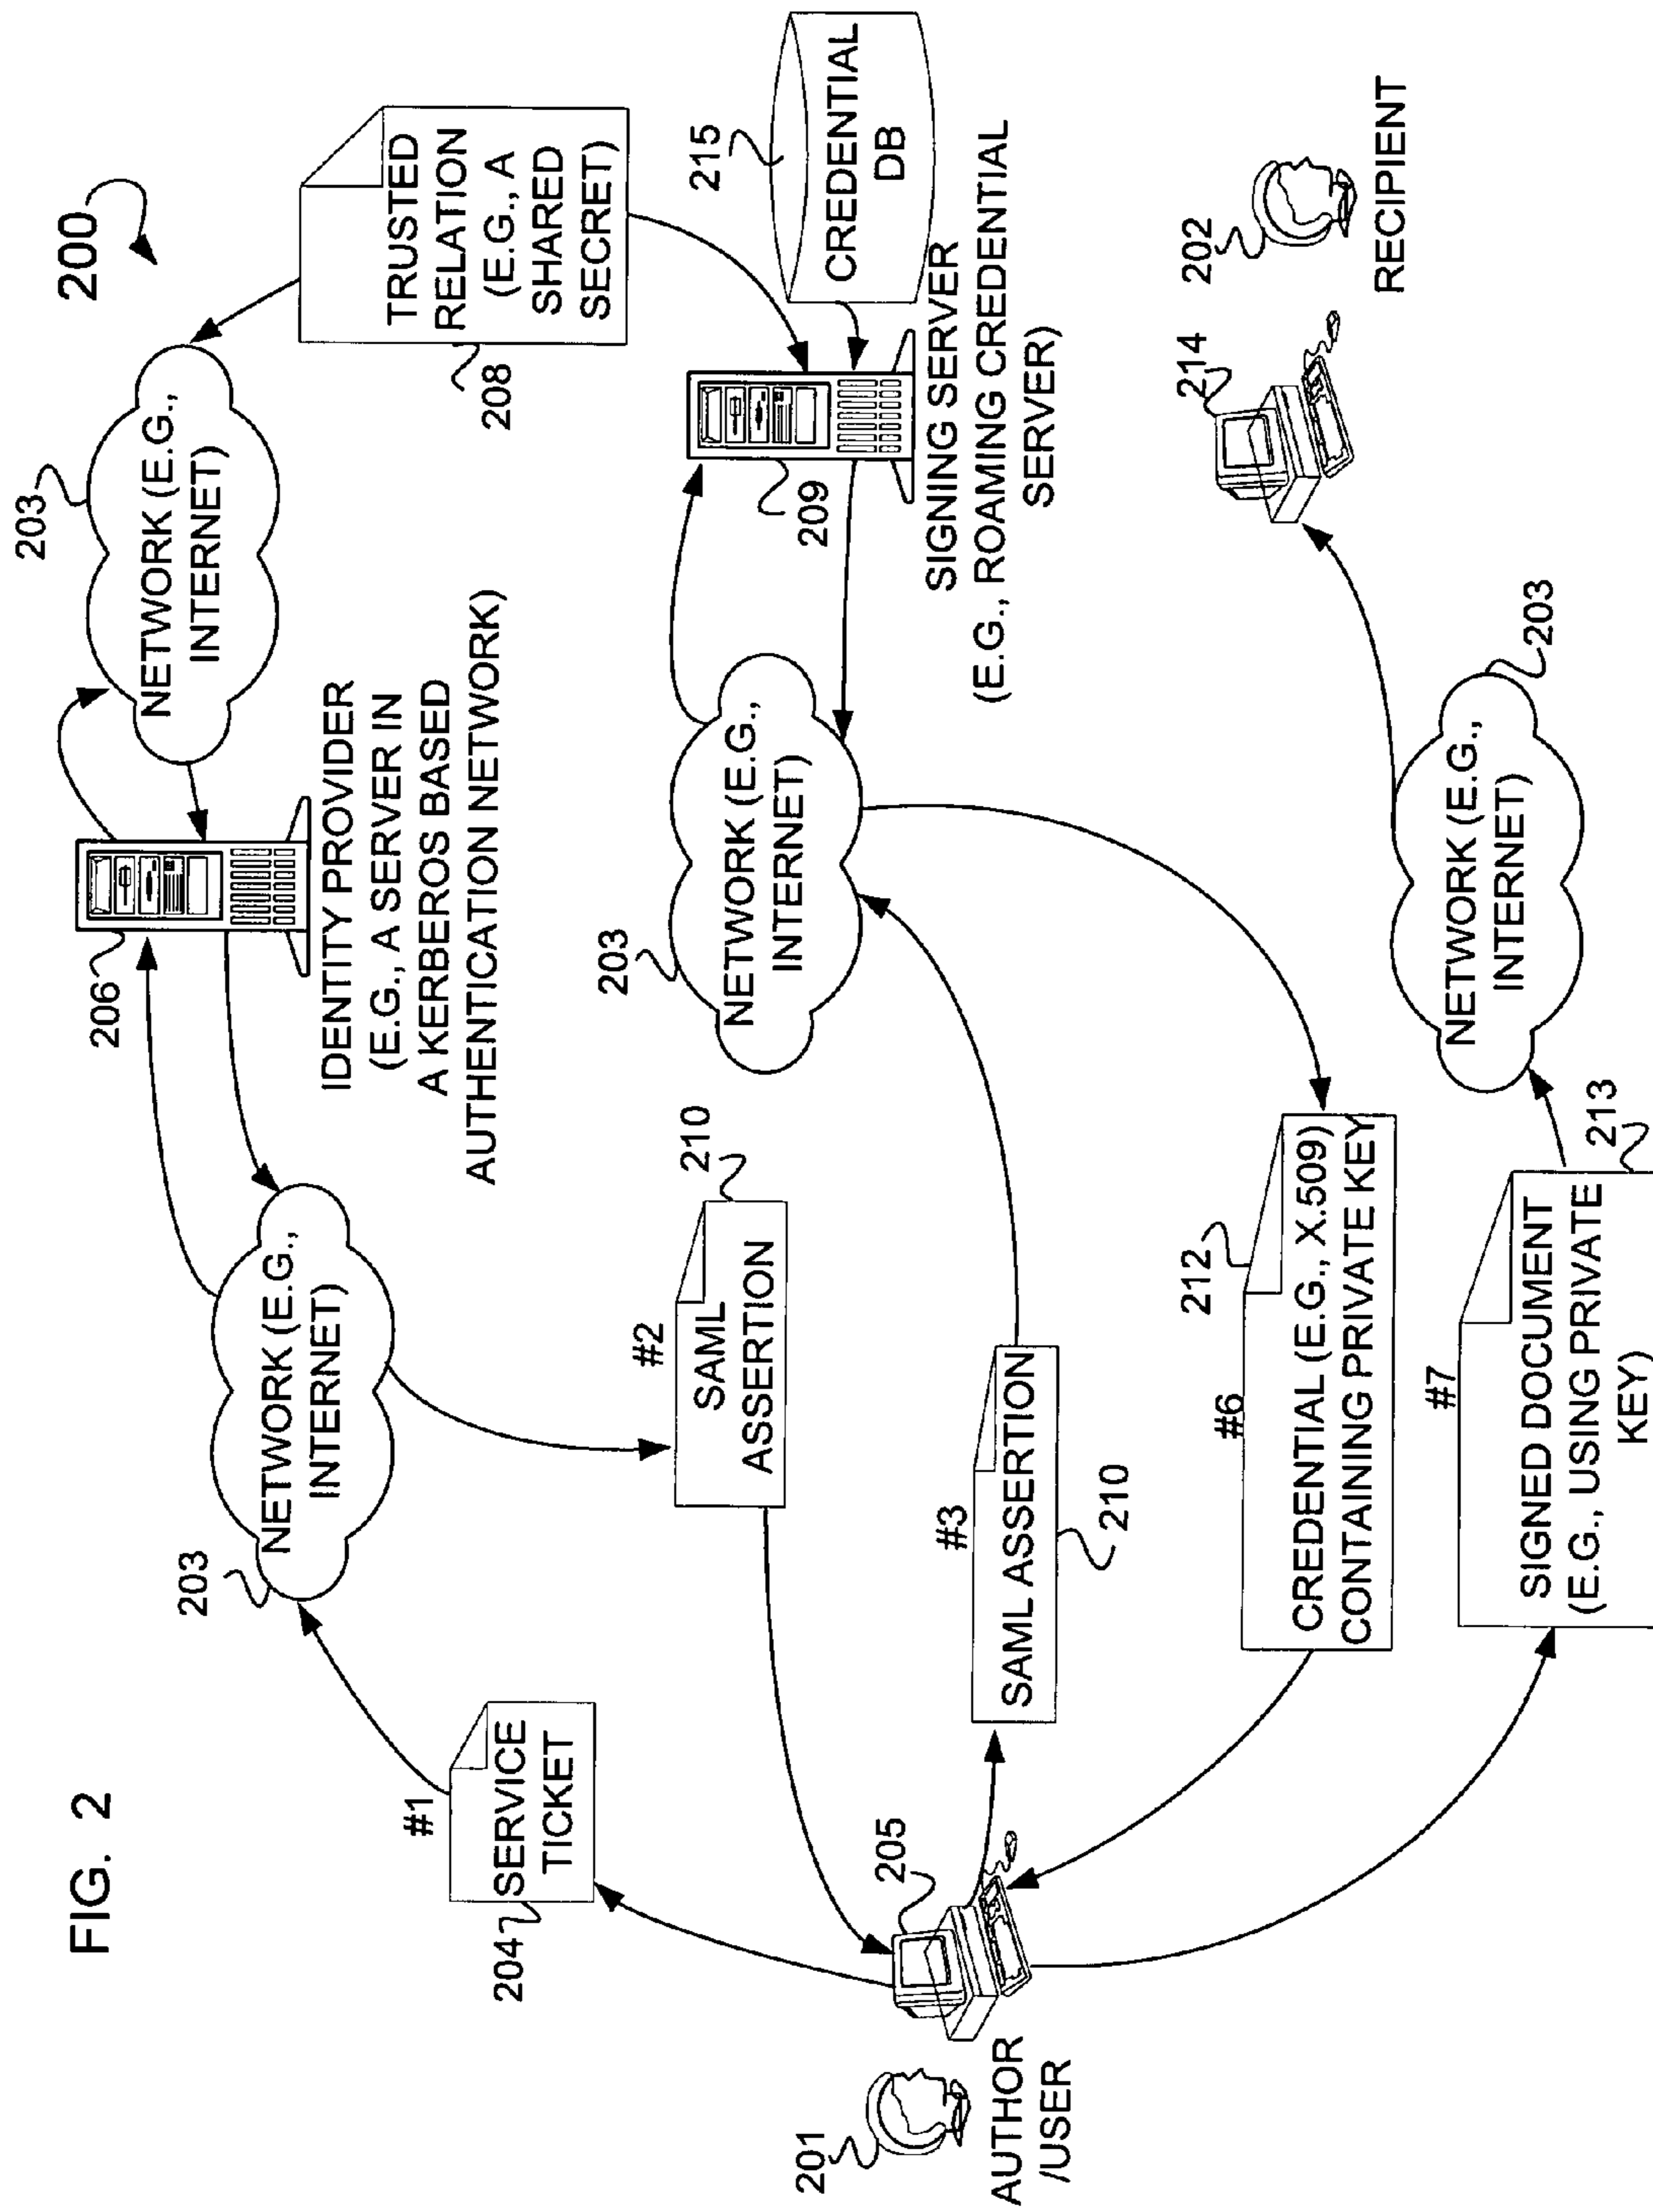 FIG. 2
200
203
NETWORK (E.G.,
INTERNET)
206
IDENTITY PROVIDER
(E.G., A SERVER IN
A KERBEROS BASED
AUTHENTICATION NETWORK)
TRUSTED
RELATION
(E.G., A
SHARED
SECRET)
208
203
NETWORK (E.G.,
INTERNET)
#1
SERVICE
TICKET
204
#2
SAML
ASSERTION
210
203
NETWORK (E.G.,
INTERNET)
209
SIGNING SERVER
(E.G., ROAMING CREDENTIAL
SERVER)
215
CREDENTIAL
DB
201
AUTHOR
/USER
205
#3
SAML ASSERTION
210
#6
212
CREDENTIAL (E.G., X.509)
CONTAINING PRIVATE KEY
#7
SIGNED DOCUMENT
(E.G., USING PRIVATE
KEY)
213
203
NETWORK (E.G.,
INTERNET)
214
202
RECIPIENT